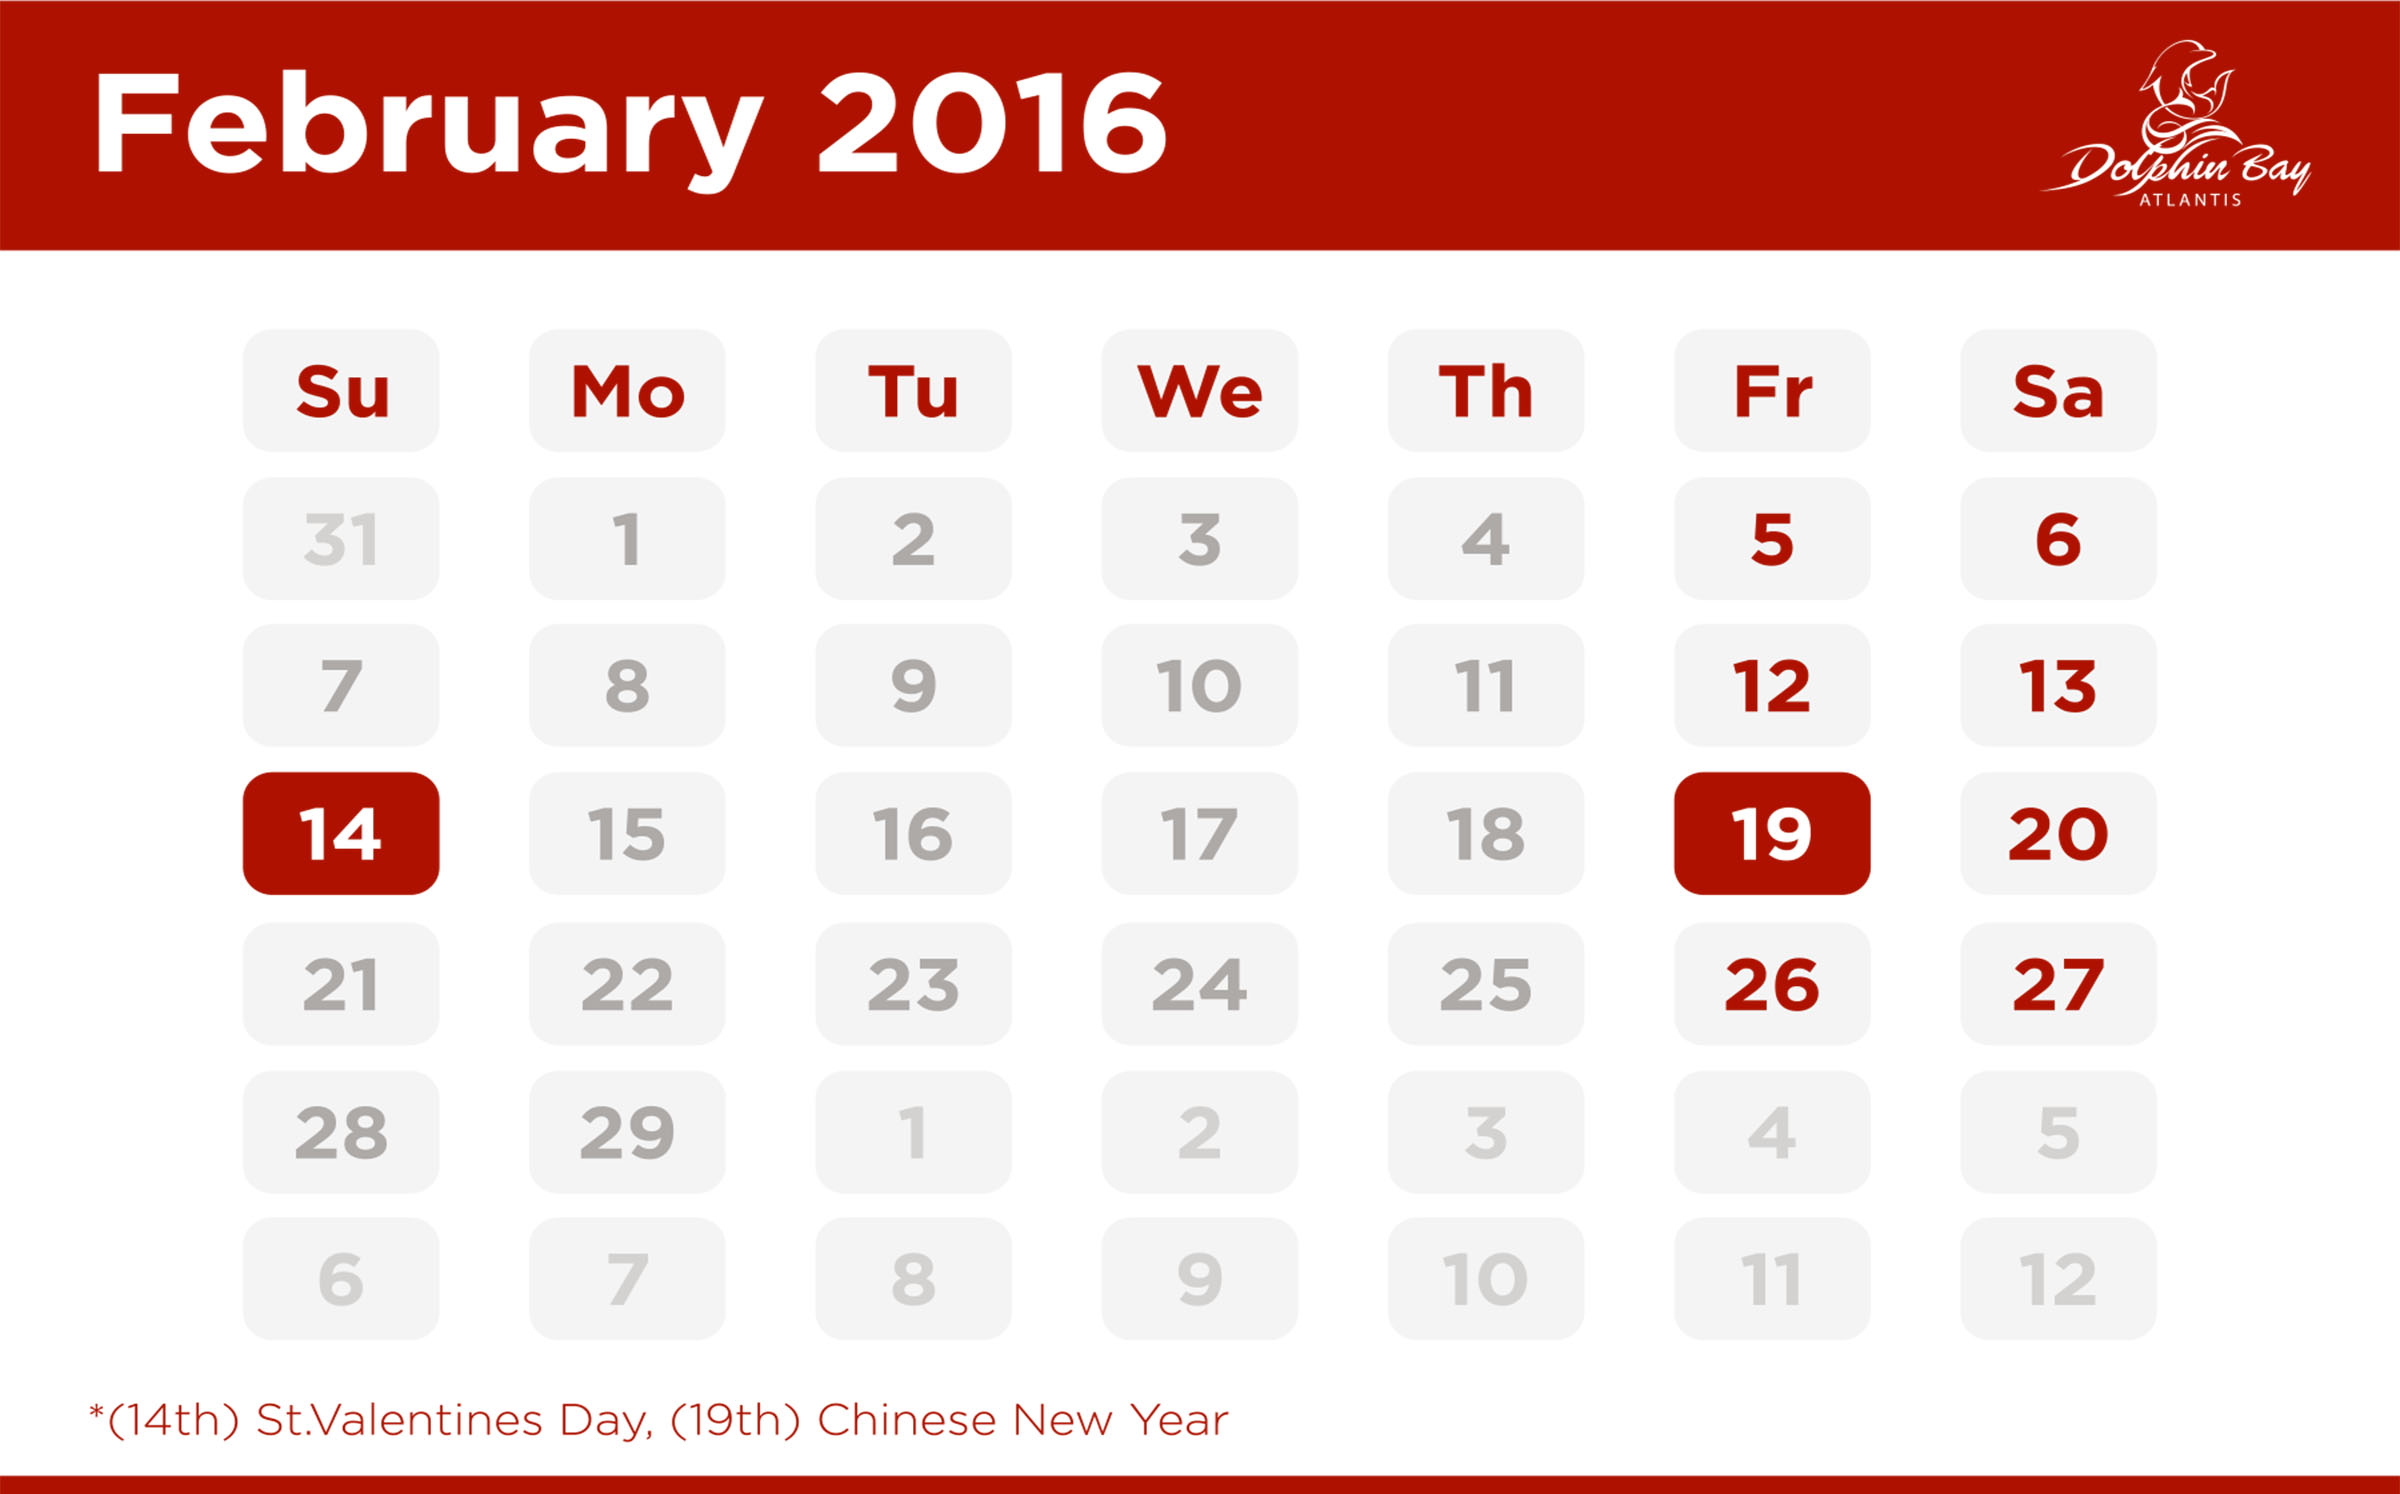 February 2016
Dolphin Bay
ATLANTIS
Su Mo Tu We Th Fr Sa
31 1 2 3 4 5 6
7 8 9 10 11 12 13
14 15 16 17 18 19 20
21 22 23 24 25 26 27
28 29 1 2 3 4 5
6 7 8 9 10 11 12
*(14th) St.Valentines Day, (19th) Chinese New Year